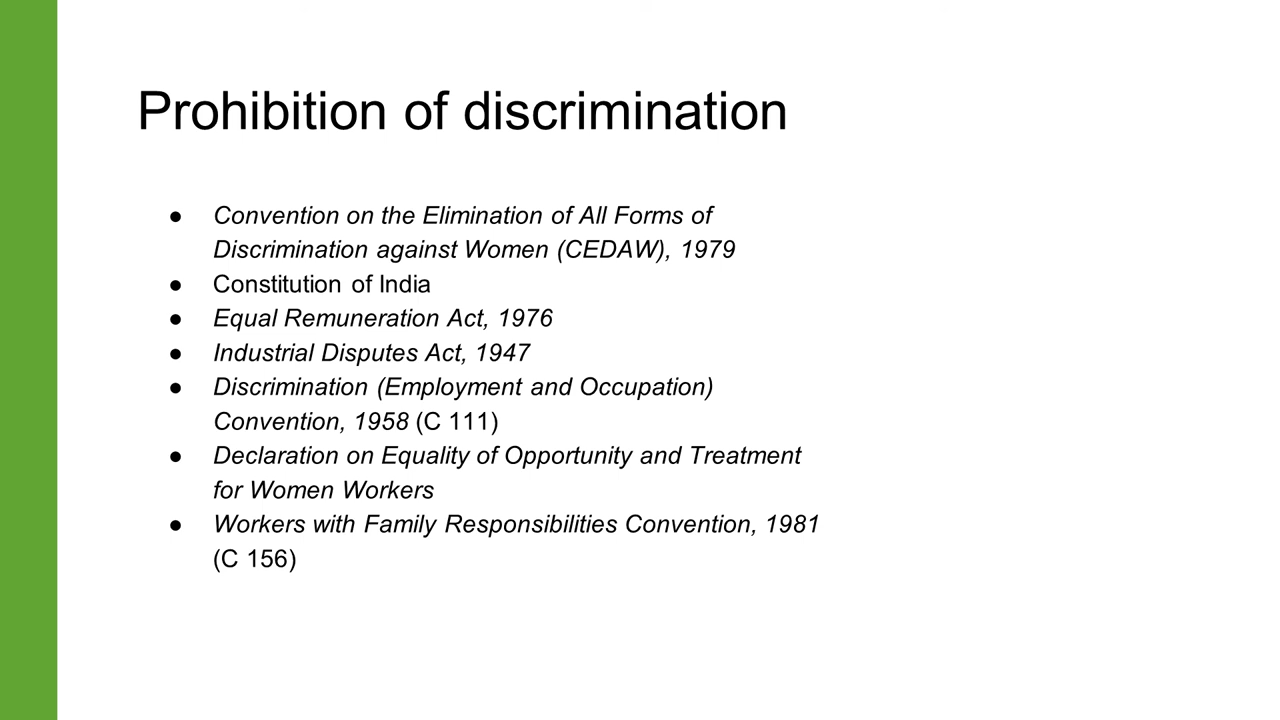 Prohibition of discrimination
● Convention on the Elimination of All Forms of
Discrimination against Women (CEDAW), 1979
● Constitution of India
● Equal Remuneration Act, 1976
● Industrial Disputes Act, 1947
● Discrimination (Employment and Occupation)
Convention, 1958 (C 111)
● Declaration on Equality of Opportunity and Treatment
for Women Workers
● Workers with Family Responsibilities Convention, 1981
(C 156)